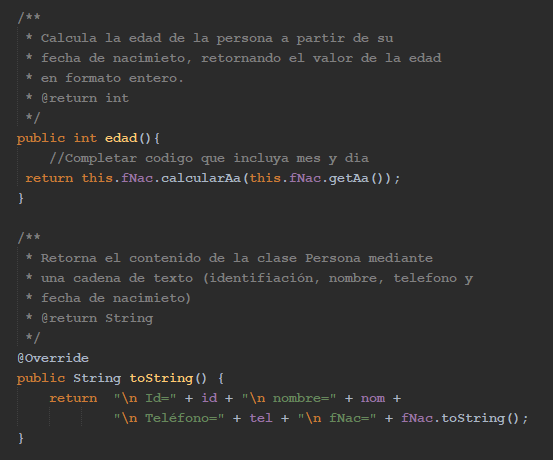 /**
* Calcula la edad de la persona a partir de su
* fecha de nacimieto, retornando el valor de la edad
* en formato entero.
* @return int
*/
public int edad(){
//Completar codigo que incluya mes y dia
return this.fNac.calcularAa(this.fNac.getAa());
}
/**
* Retorna el contenido de la clase Persona mediante
* una cadena de texto (identifiación, nombre, telefono y
* fecha de nacimieto)
* @return String
*/
@Override
public String toString() {
return "\n Id=" + id + "\n nombre=" + nom +
"\n Teléfono=" + tel + "\n fNac=" + fNac.toString();
}